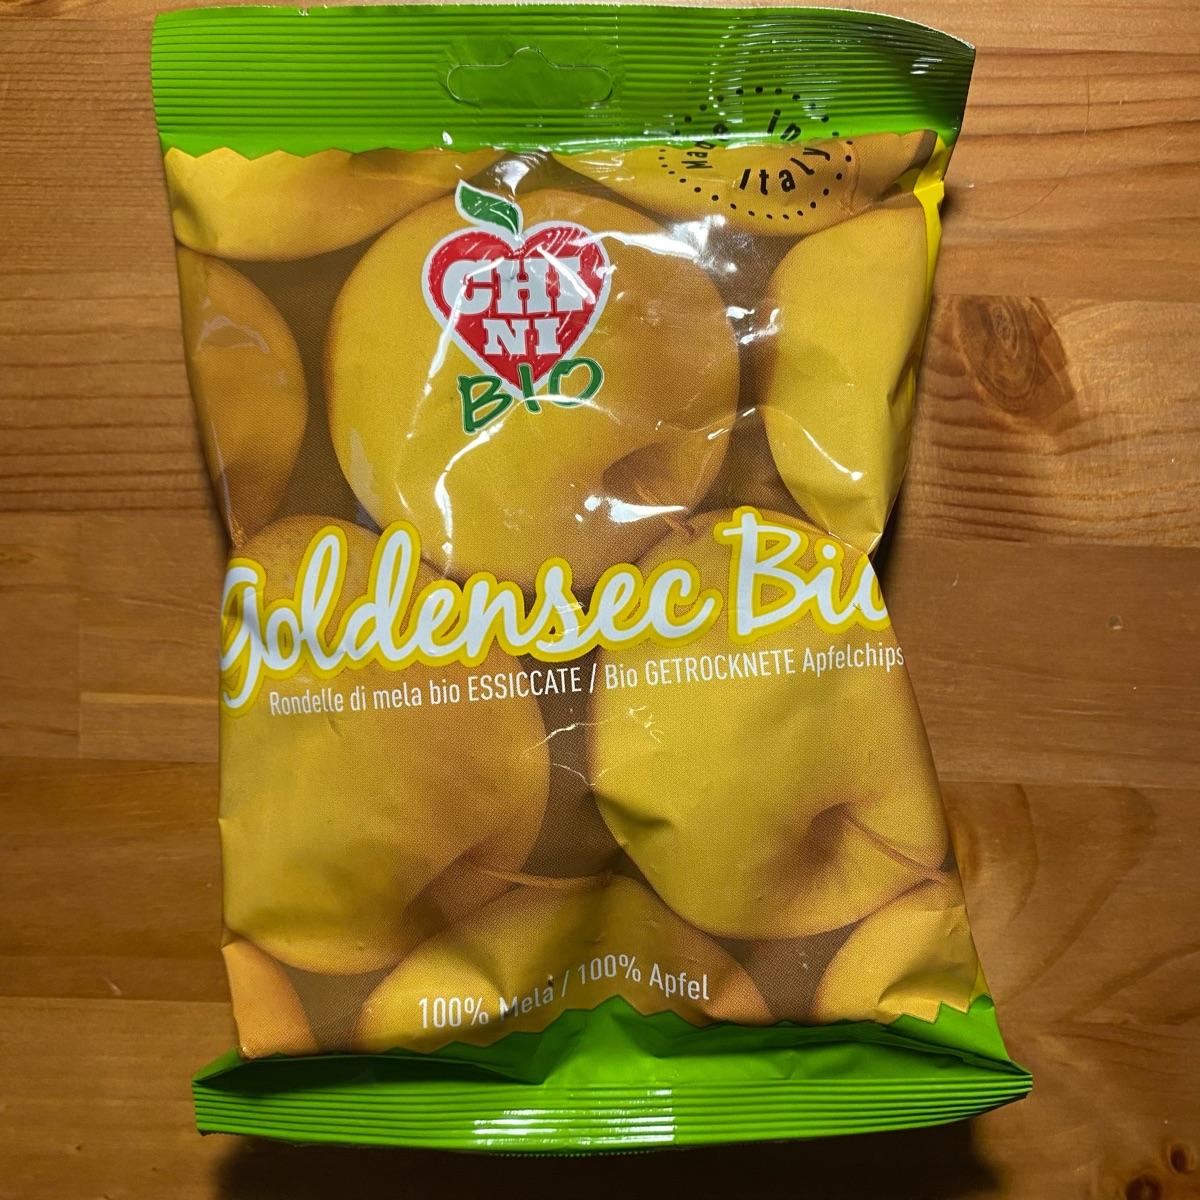 Made in Italy
CHI
NI
BIO
Goldensec Bio
Rondelle di mela bio ESSICCATE / Bio GETROCKNETE Apfelchips
100% Mela / 100% Apfel